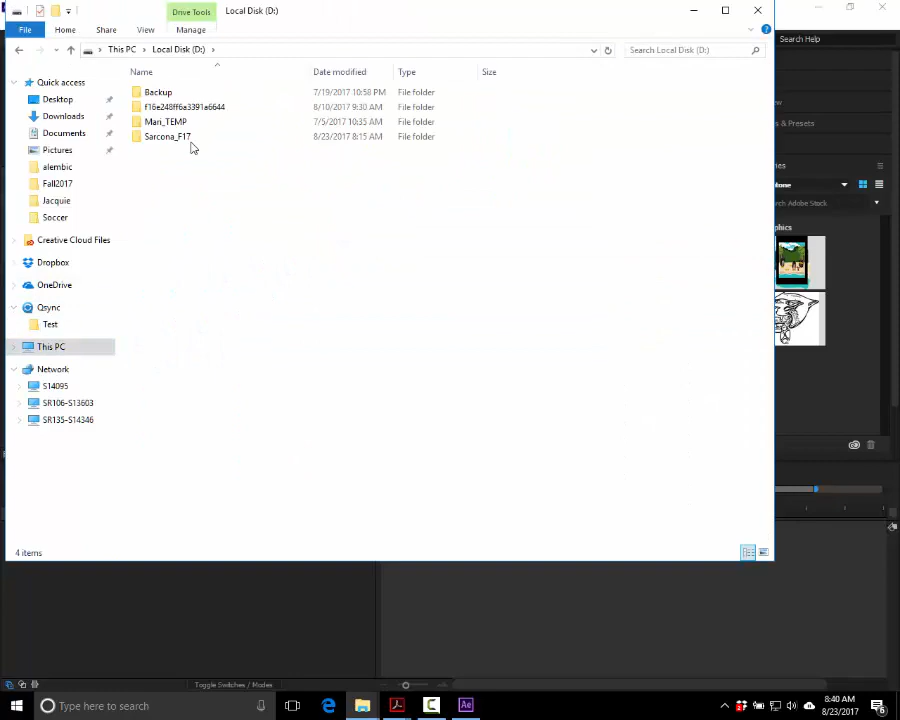 Drive Tools
Local Disk (D:)
File Home Share View Manage
This PC Local Disk (D:)
Search Local Disk (D:)
Name Date modified Type Size
Quick access
Backup 7/19/2017 10:58 PM File folder
Desktop
f16e248ff6a3391a6644 8/10/2017 9:30 AM File folder
Downloads
Mari_TEMP 7/5/2017 10:35 AM File folder
Documents
Sarcona_F17 8/23/2017 8:15 AM File folder
Pictures
alembic
Fall2017
Jacquie
Soccer
Creative Cloud Files
Dropbox
OneDrive
Qsync
Test
This PC
Network
S14095
SR106-S13603
SR135-S14346
4 items
Search Help
& Presets
Adobe Stock
Toggle Switches / Modes
Type here to search
8:40 AM
8/23/2017
6